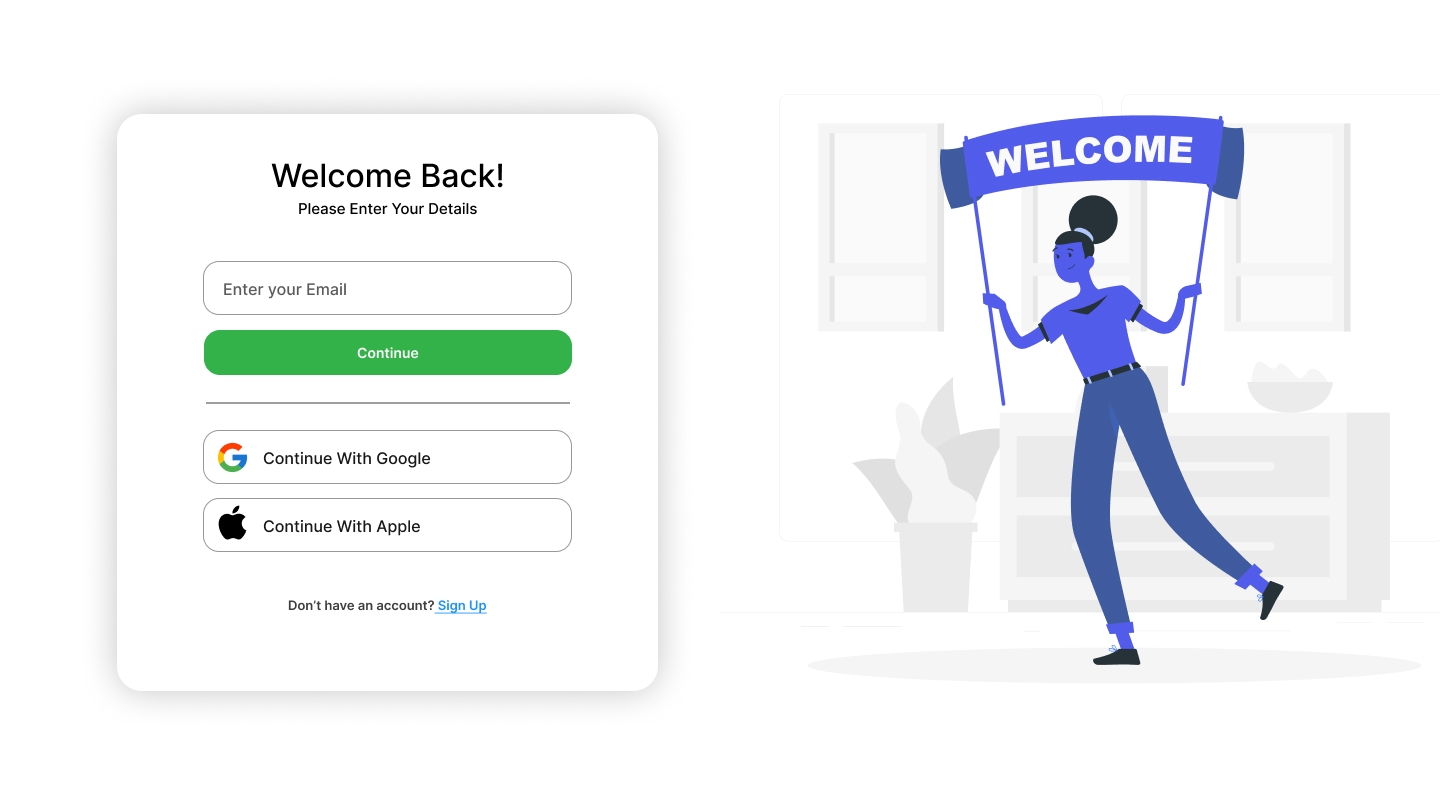 Welcome Back!
Please Enter Your Details
Enter your Email
Continue
Continue With Google
Continue With Apple
Don’t have an account? Sign Up
WELCOME